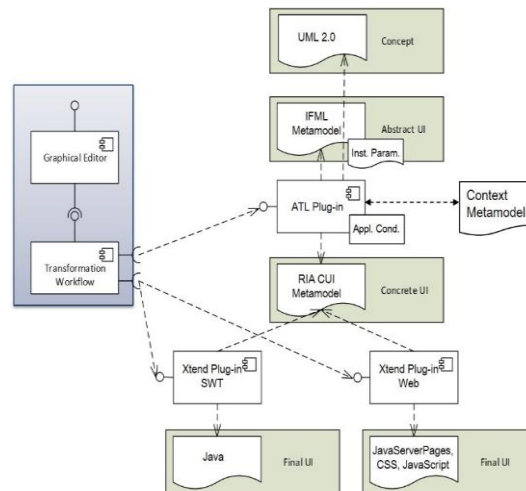 UML 2.0
Concept
IFML
Metamodel
Abstract UI
Inst. Param.
Graphical Editor
ATL Plug-in
Appl. Cond.
Context
Metamodel
Transformation
Workflow
RIA CUI
Metamodel
Concrete UI
Xtend Plug-in
SWT
Xtend Plug-in
Web
Java
Final UI
JavaServerPages,
CSS, JavaScript
Final UI